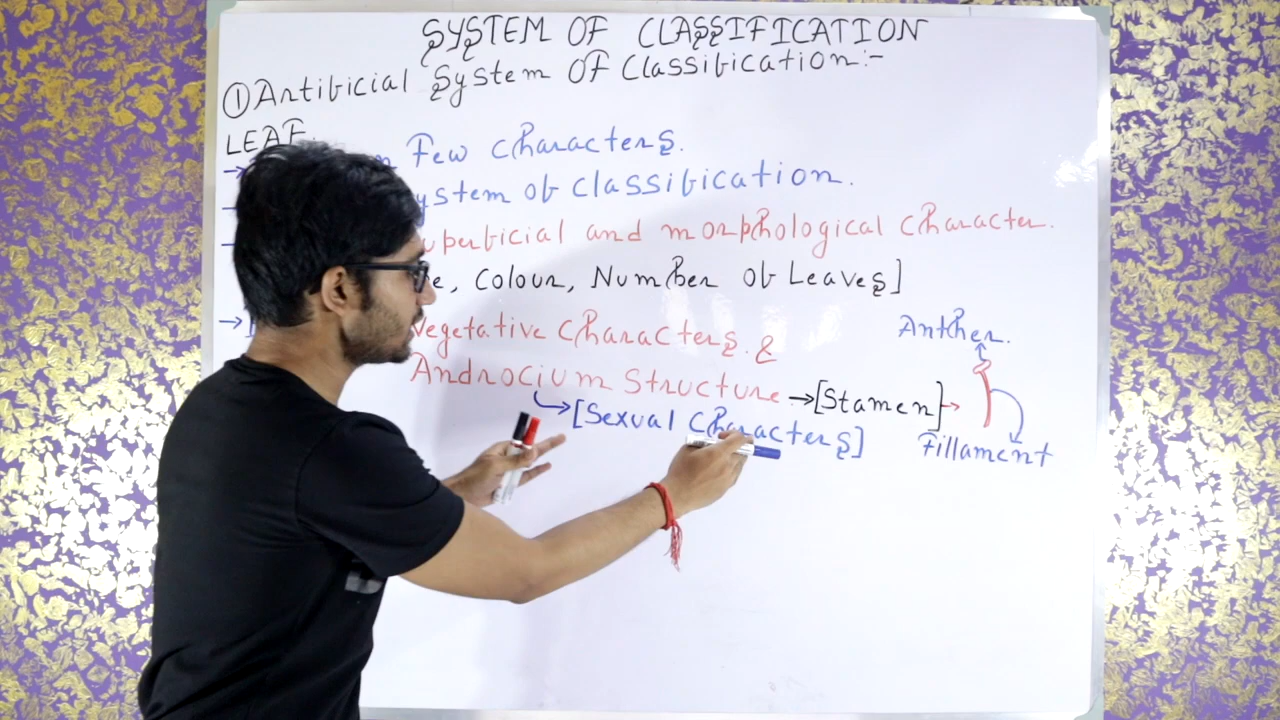 SYSTEM OF CLASSIFICATION
① Artificial System Of Classification:-
LEAF
→ Few characters.
System of classification.
superficial and morphological character.
, Colour, Number of Leaves]
→ Vegetative characters &
Androcium Structure → [Stamen] →
↳ [Sexual characters]
Anther.
Fillament